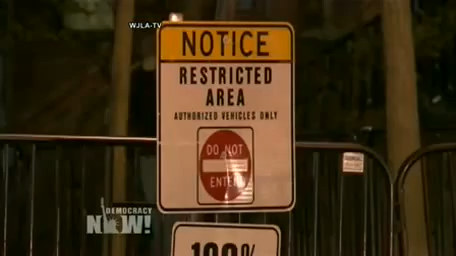 WJLA-TV
NOTICE
RESTRICTED
AREA
AUTHORIZED VEHICLES ONLY
DO NOT
ENTER
DEMOCRACY
NOW!
100%